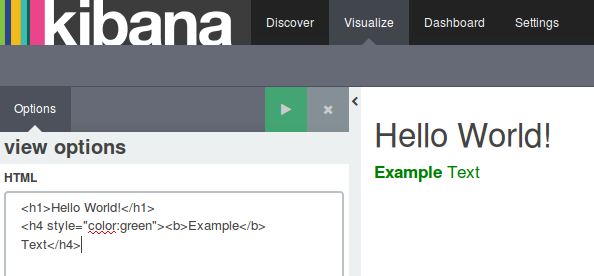 kibana
Discover
Visualize
Dashboard
Settings
Options
view options
HTML
<h1>Hello World!</h1>
<h4 style="color:green"><b>Example</b>
Text</h4>
Hello World!
Example Text